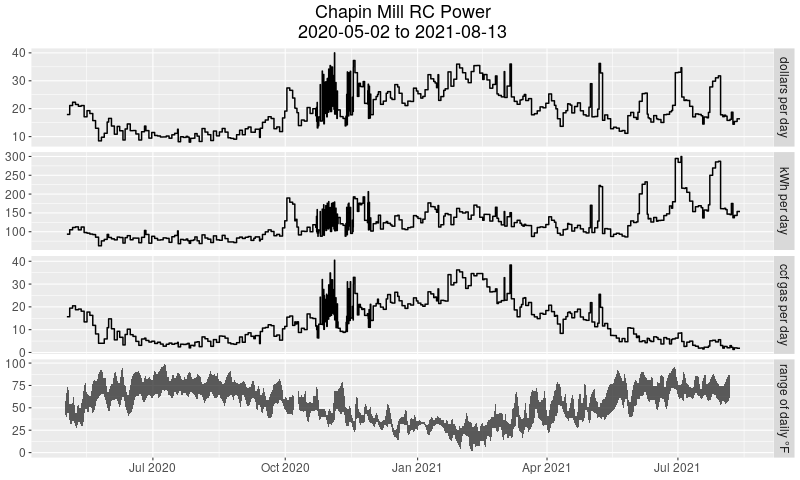 Chapin Mill RC Power
2020-05-02 to 2021-08-13
40
30
20
10
dollars per day
300
250
200
150
100
kWh per day
40
30
20
10
0
ccf gas per day
100
75
50
25
0
range of daily °F
Jul 2020
Oct 2020
Jan 2021
Apr 2021
Jul 2021